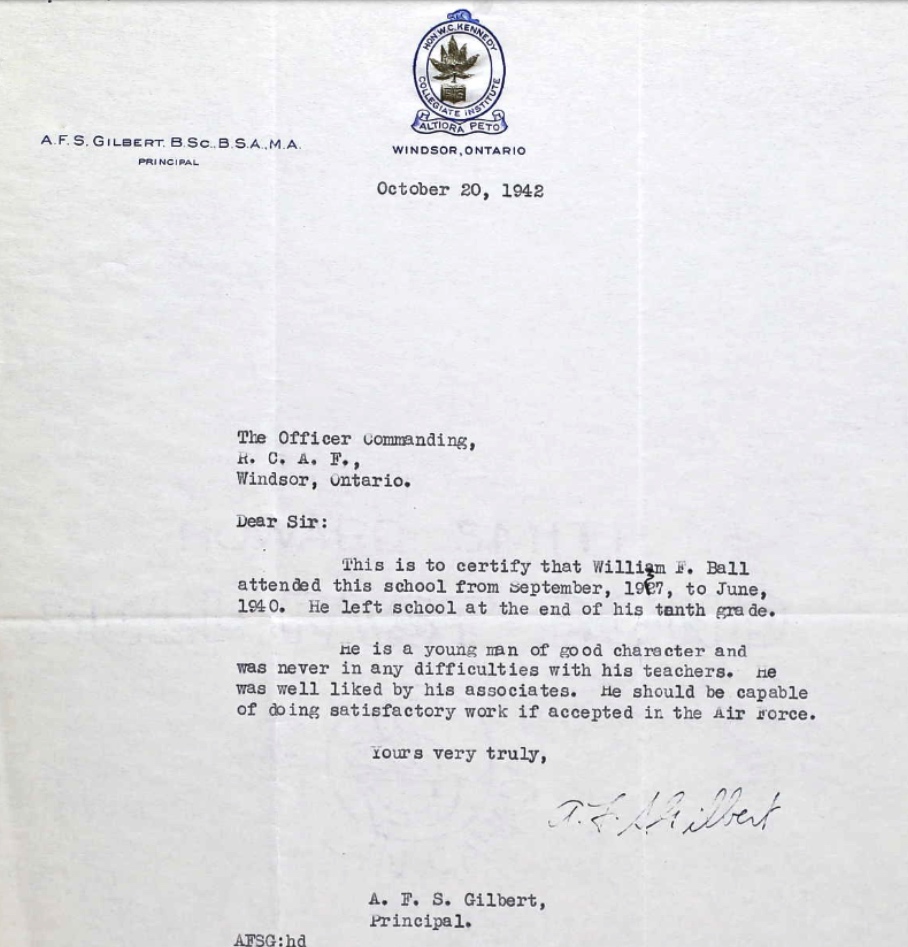 HON. W.C. KENNEDY
COLLEGIATE INSTITUTE
ALTIORA PETO
WINDSOR, ONTARIO
A. F. S. GILBERT, B.Sc., B.S.A., M.A.
PRINCIPAL
October 20, 1942
The Officer Commanding,
R. C. A. F.,
Windsor, Ontario.
Dear Sir:
This is to certify that William F. Ball
attended this school from September, 1937, to June,
1940. He left school at the end of his tenth grade.
He is a young man of good character and
was never in any difficulties with his teachers. He
was well liked by his associates. He should be capable
of doing satisfactory work if accepted in the Air Force.
Yours very truly,
A. F. S. Gilbert
A. F. S. Gilbert,
Principal.
AFSG:hd